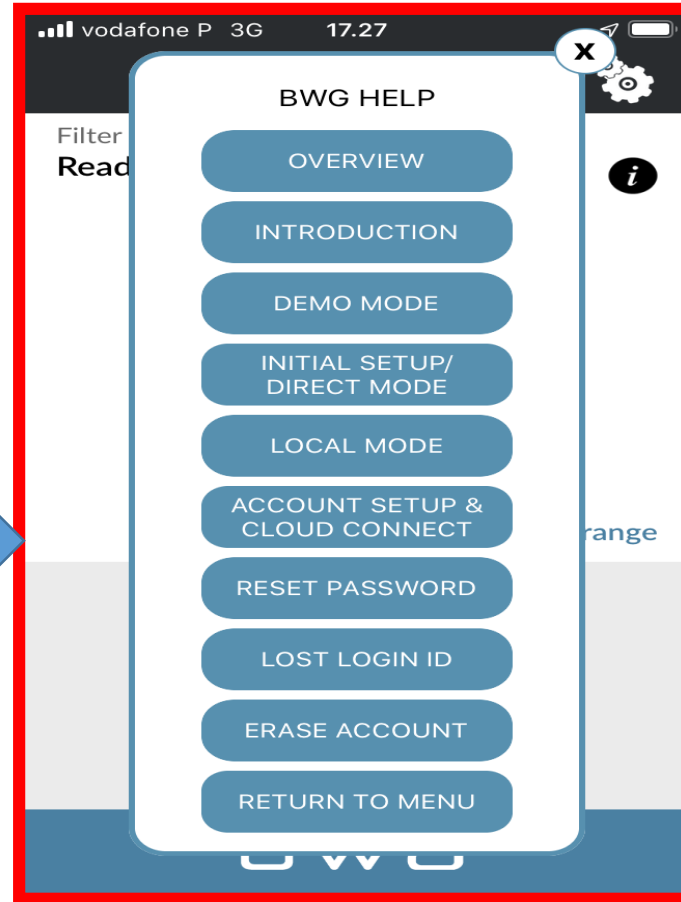 vodafone P 3G 17.27
X
BWG HELP
Filter
Read
i
OVERVIEW
INTRODUCTION
DEMO MODE
INITIAL SETUP/
DIRECT MODE
LOCAL MODE
ACCOUNT SETUP &
CLOUD CONNECT
range
RESET PASSWORD
LOST LOGIN ID
ERASE ACCOUNT
RETURN TO MENU